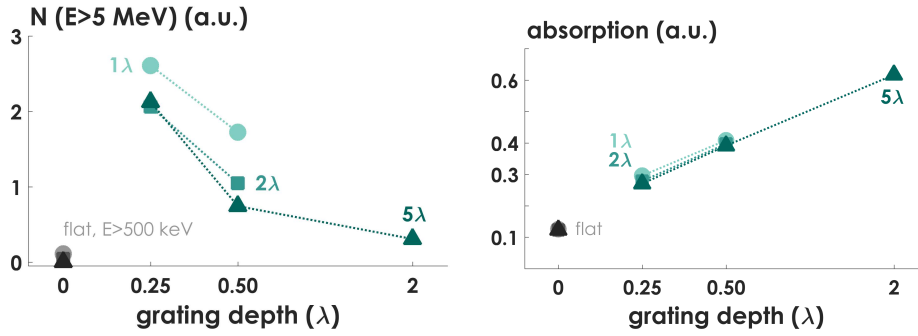 N (E>5 MeV) (a.u.)
3
2
1
0
1λ
2λ
5λ
flat, E>500 keV
0
0.25
0.50
2
grating depth (λ)
absorption (a.u.)
0.6
0.4
0.3
0.1
1λ
2λ
5λ
flat
0
0.25
0.50
2
grating depth (λ)